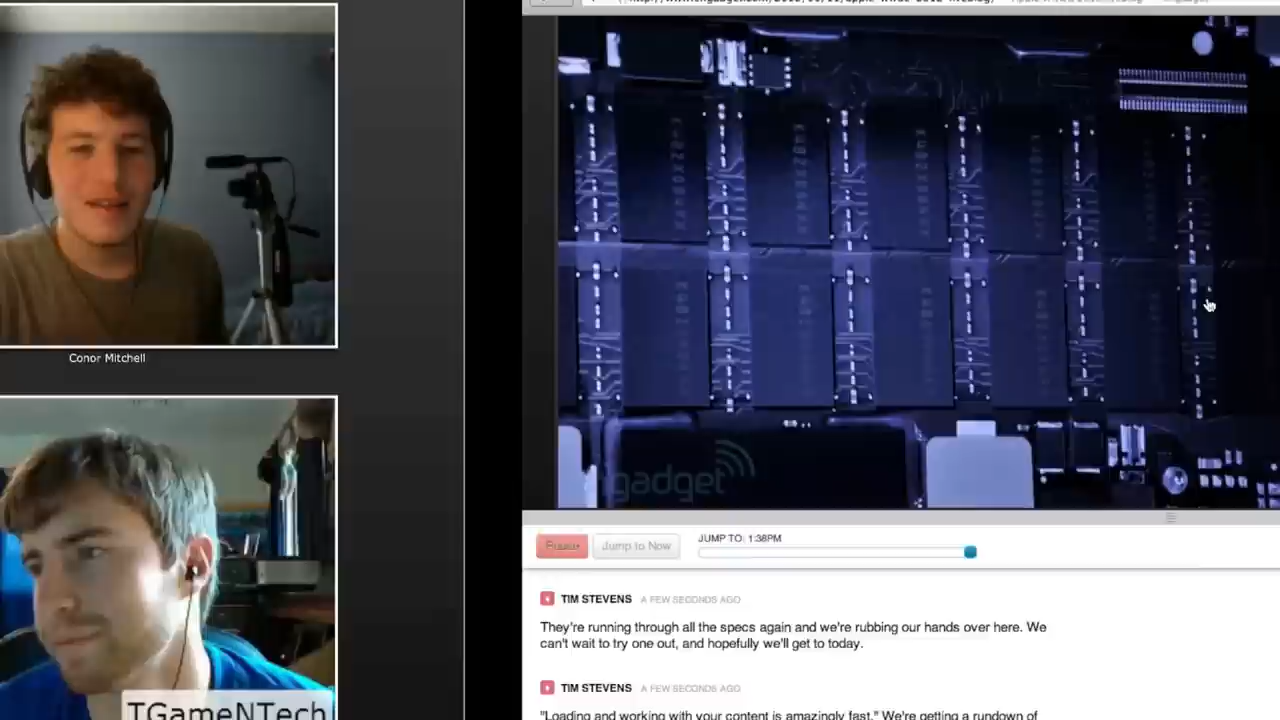 Conor Mitchell
TGameNTech
engadget
Pause
Jump to Now
JUMP TO: 1:38PM
TIM STEVENS A FEW SECONDS AGO
They're running through all the specs again and we're rubbing our hands over here. We
can't wait to try one out, and hopefully we'll get to today.
TIM STEVENS A FEW SECONDS AGO
"Loading and working with your content is amazingly fast." We're getting a rundown of